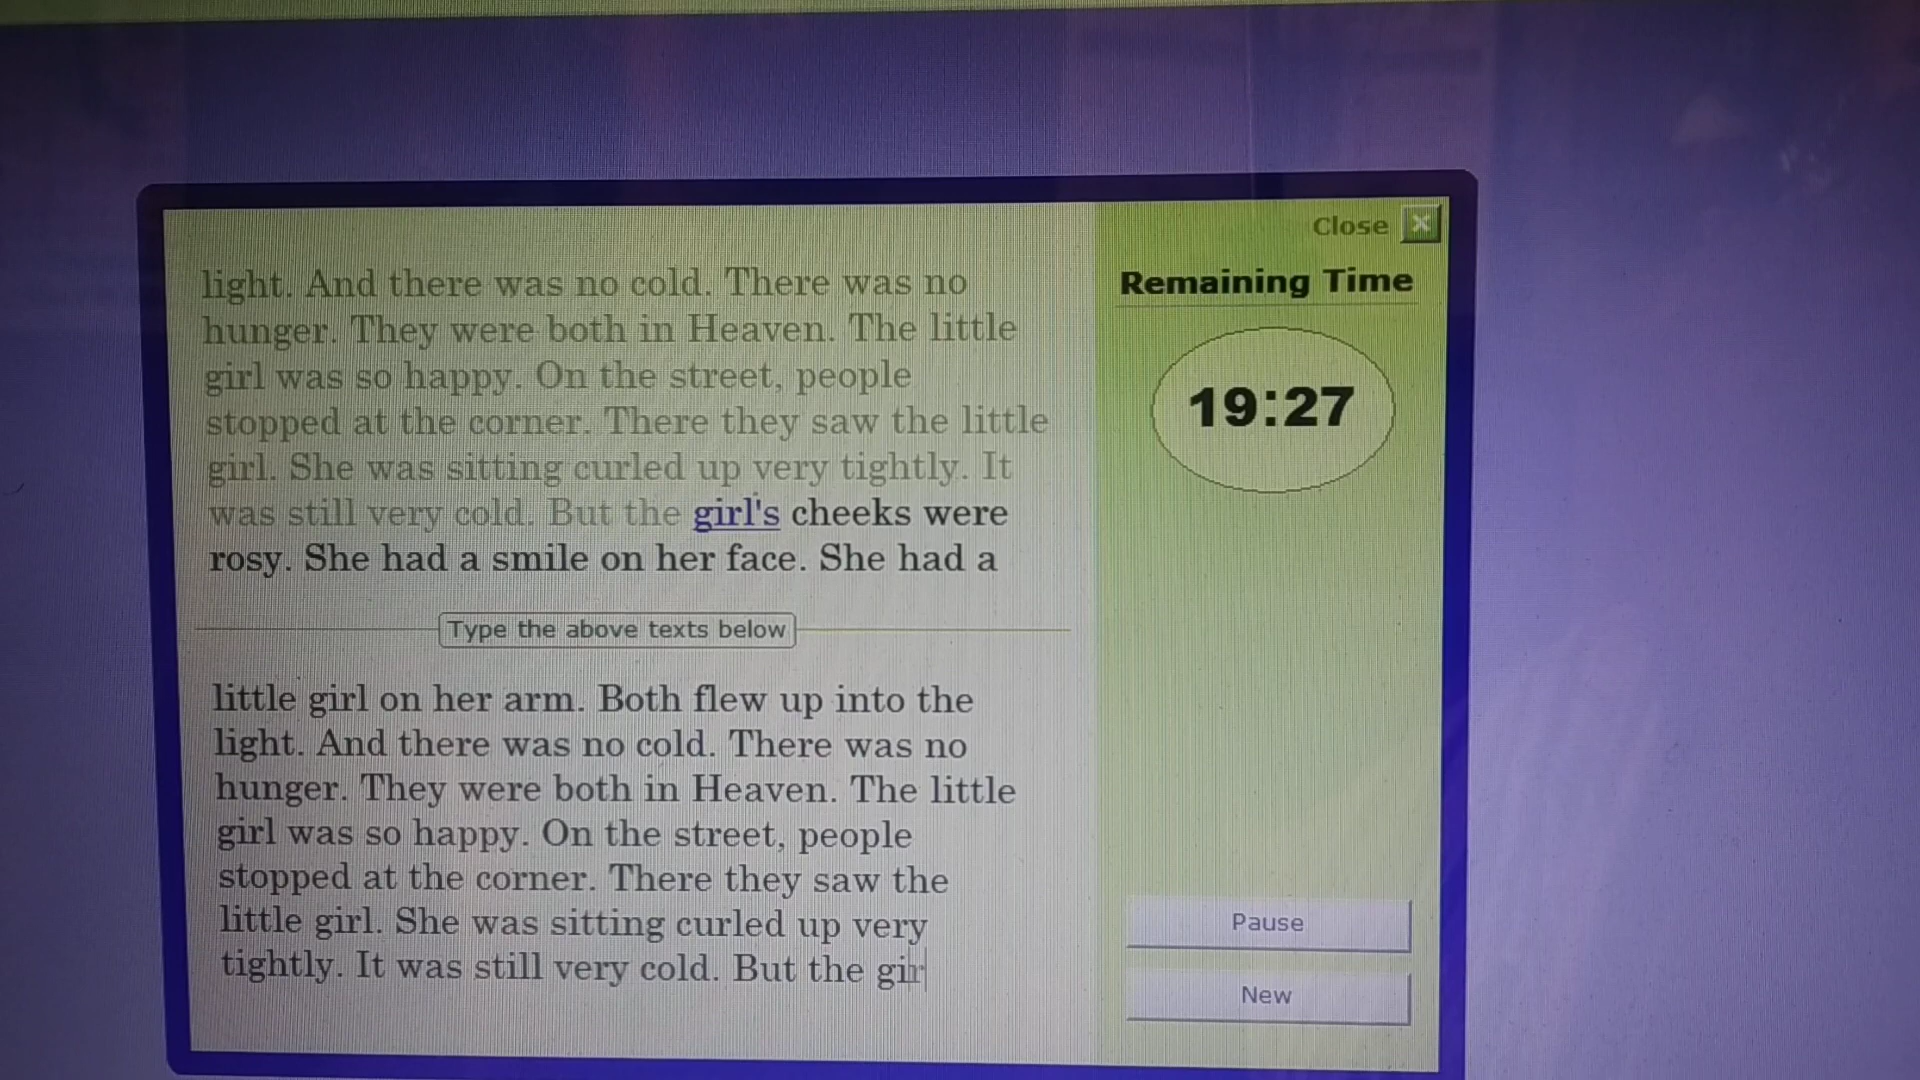 Close
Remaining Time
19:27
light. And there was no cold. There was no
hunger. They were both in Heaven. The little
girl was so happy. On the street, people
stopped at the corner. There they saw the little
girl. She was sitting curled up very tightly. It
was still very cold. But the girl's cheeks were
rosy. She had a smile on her face. She had a
Type the above texts below
little girl on her arm. Both flew up into the
light. And there was no cold. There was no
hunger. They were both in Heaven. The little
girl was so happy. On the street, people
stopped at the corner. There they saw the
little girl. She was sitting curled up very
tightly. It was still very cold. But the gir
Pause
New